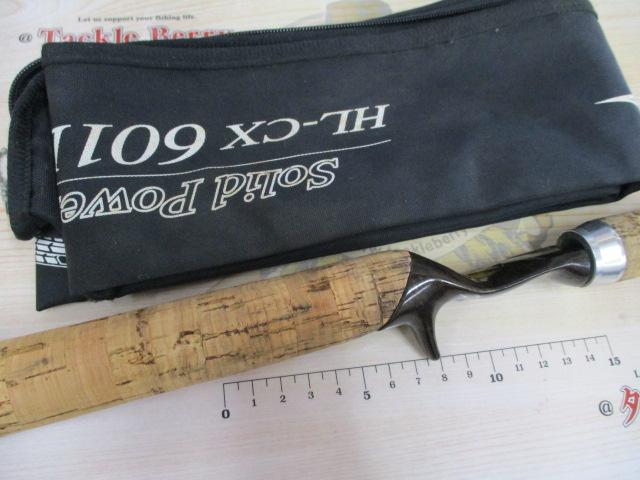 Let us support your fishing life.
@ Tackle Berry
HL-CX 601
Solid Powe
ckleberry
0 1 2 3 4 5 6 7 8 9 10 11 12 13 14 15
@